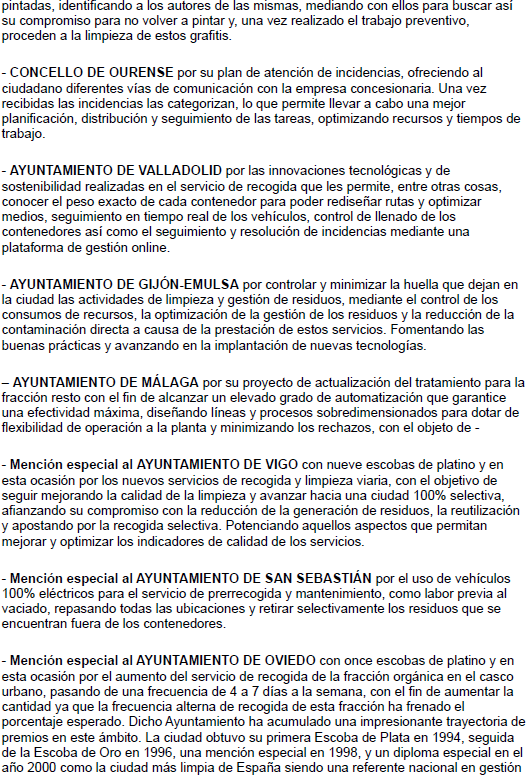 pintadas, identificando a los autores de las mismas, mediando con ellos para buscar así
su compromiso para no volver a pintar y, una vez realizado el trabajo preventivo,
proceden a la limpieza de estos grafitis.
- CONCELLO DE OURENSE por su plan de atención de incidencias, ofreciendo al
ciudadano diferentes vías de comunicación con la empresa concesionaria. Una vez
recibidas las incidencias las categorizan, lo que permite llevar a cabo una mejor
planificación, distribución y seguimiento de las tareas, optimizando recursos y tiempos de
trabajo.
- AYUNTAMIENTO DE VALLADOLID por las innovaciones tecnológicas y de
sostenibilidad realizadas en el servicio de recogida que les permite, entre otras cosas,
conocer el peso exacto de cada contenedor para poder rediseñar rutas y optimizar
medios, seguimiento en tiempo real de los vehículos, control de llenado de los
contenedores así como el seguimiento y resolución de incidencias mediante una
plataforma de gestión online.
- AYUNTAMIENTO DE GIJÓN-EMULSA por controlar y minimizar la huella que dejan en
la ciudad las actividades de limpieza y gestión de residuos, mediante el control de los
consumos de recursos, la optimización de la gestión de los residuos y la reducción de la
contaminación directa a causa de la prestación de estos servicios. Fomentando las
buenas prácticas y avanzando en la implantación de nuevas tecnologías.
– AYUNTAMIENTO DE MÁLAGA por su proyecto de actualización del tratamiento para la
fracción resto con el fin de alcanzar un elevado grado de automatización que garantice
una efectividad máxima, diseñando líneas y procesos sobredimensionados para dotar de
flexibilidad de operación a la planta y minimizando los rechazos, con el objeto de -
- Mención especial al AYUNTAMIENTO DE VIGO con nueve escobas de platino y en
esta ocasión por los nuevos servicios de recogida y limpieza viaria, con el objetivo de
seguir mejorando la calidad de la limpieza y avanzar hacia una ciudad 100% selectiva,
afianzando su compromiso con la reducción de la generación de residuos, la reutilización
y apostando por la recogida selectiva. Potenciando aquellos aspectos que permitan
mejorar y optimizar los indicadores de calidad de los servicios.
- Mención especial al AYUNTAMIENTO DE SAN SEBASTIÁN por el uso de vehículos
100% eléctricos para el servicio de prerrecogida y mantenimiento, como labor previa al
vaciado, repasando todas las ubicaciones y retirar selectivamente los residuos que se
encuentran fuera de los contenedores.
- Mención especial al AYUNTAMIENTO DE OVIEDO con once escobas de platino y en
esta ocasión por el aumento del servicio de recogida de la fracción orgánica en el casco
urbano, pasando de una frecuencia de 4 a 7 días a la semana, con el fin de aumentar la
cantidad ya que la frecuencia alterna de recogida de esta fracción ha frenado el
porcentaje esperado. Dicho Ayuntamiento ha acumulado una impresionante trayectoria de
premios en este ámbito. La ciudad obtuvo su primera Escoba de Plata en 1994, seguida
de la Escoba de Oro en 1996, una mención especial en 1998, y un diploma especial en el
año 2000 como la ciudad más limpia de España siendo una referente nacional en gestión